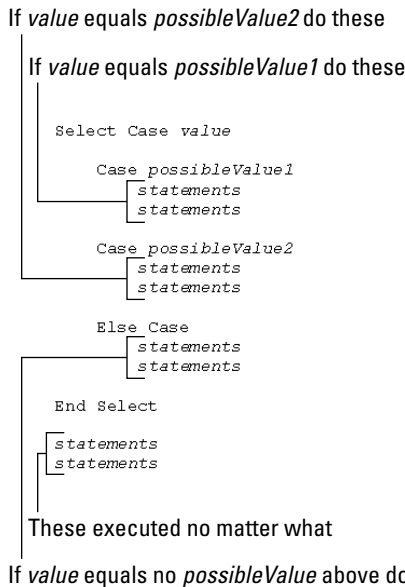 If value equals possibleValue2 do these
If value equals possibleValue1 do these
Select Case value
Case possibleValue1
statements
statements
Case possibleValue2
statements
statements
Else Case
statements
statements
End Select
statements
statements
These executed no matter what
If value equals no possibleValue above do